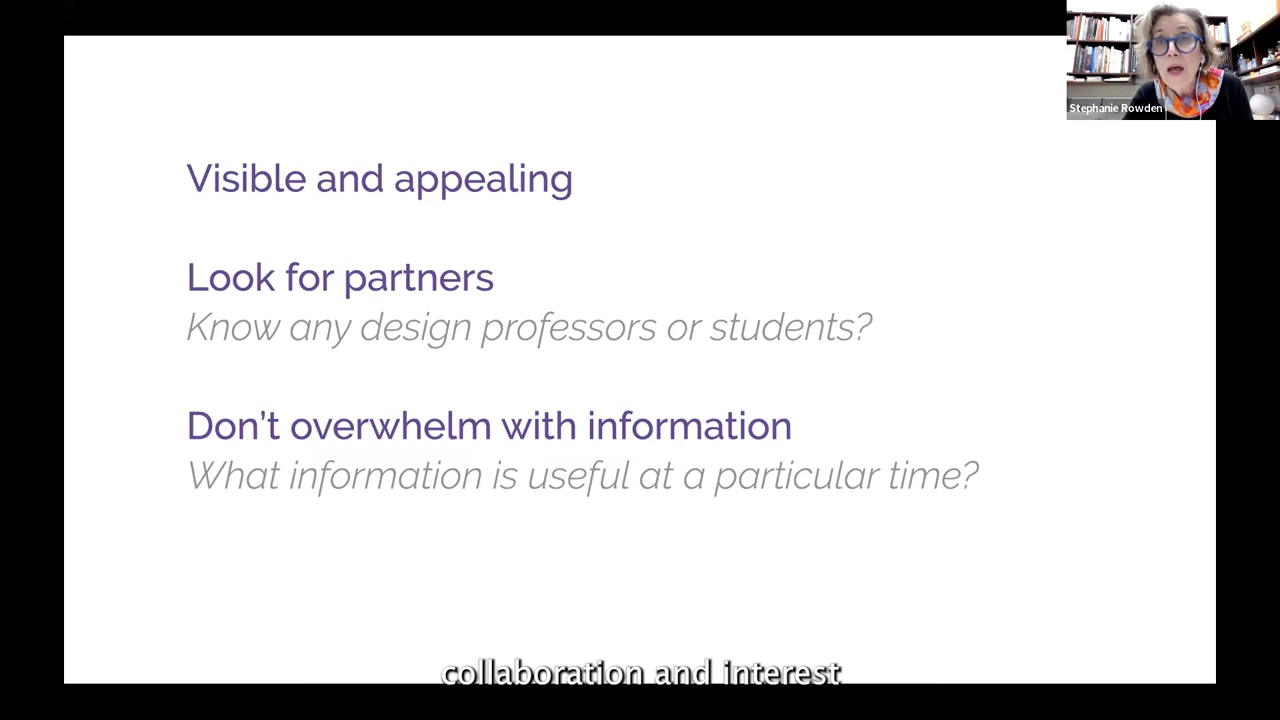 Stephanie Rowden
Visible and appealing
Look for partners
Know any design professors or students?
Don't overwhelm with information
What information is useful at a particular time?
collaboration and interest